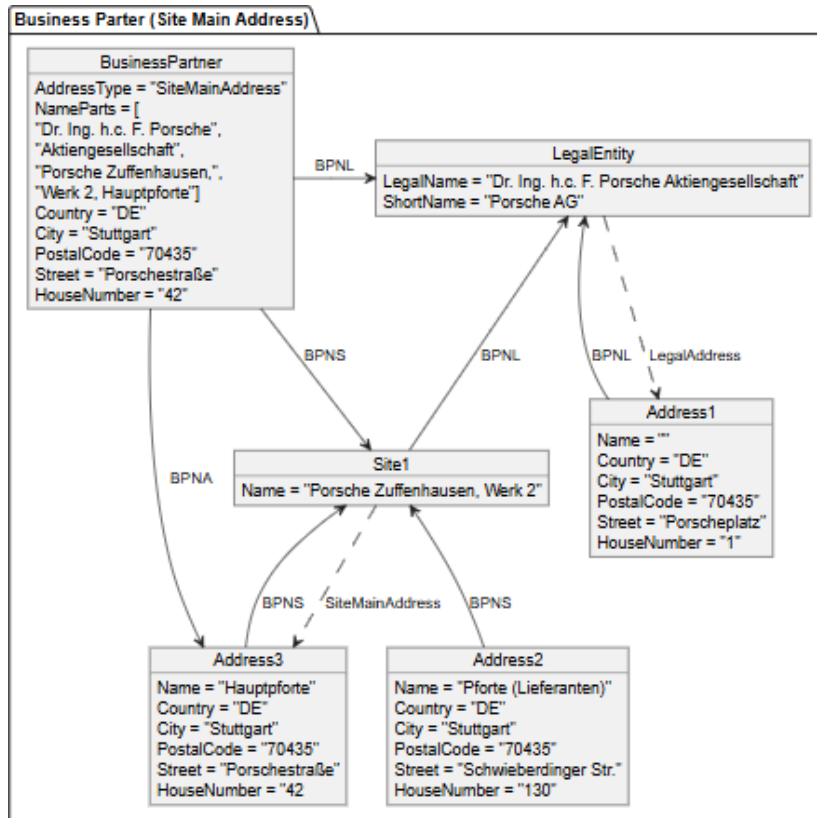 Business Parter (Site Main Address)
BusinessPartner
AddressType = "SiteMainAddress"
NameParts = [
"Dr. Ing. h.c. F. Porsche",
"Aktiengesellschaft",
"Porsche Zuffenhausen,",
"Werk 2, Hauptpforte"]
Country = "DE"
City = "Stuttgart"
PostalCode = "70435"
Street = "Porschestraße"
HouseNumber = "42"
BPNL
LegalEntity
LegalName = "Dr. Ing. h.c. F. Porsche Aktiengesellschaft"
ShortName = "Porsche AG"
BPNS
BPNL
BPNL
LegalAddress
Address1
Name = ""
Country = "DE"
City = "Stuttgart"
PostalCode = "70435"
Street = "Porscheplatz"
HouseNumber = "1"
Site1
Name = "Porsche Zuffenhausen, Werk 2"
BPNA
BPNS
SiteMainAddress
BPNS
Address3
Name = "Hauptpforte"
Country = "DE"
City = "Stuttgart"
PostalCode = "70435"
Street = "Porschestraße"
HouseNumber = "42
Address2
Name = "Pforte (Lieferanten)"
Country = "DE"
City = "Stuttgart"
PostalCode = "70435"
Street = "Schwieberdinger Str."
HouseNumber = "130"